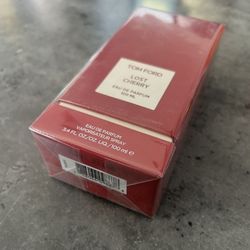 TOM FORD
LOST
CHERRY
EAU DE PARFUM
100 ML
EAU DE PARFUM
VAPORISATEUR SPRAY
3.4 FL.OZ./OZ.LIQ./100 ml ℮